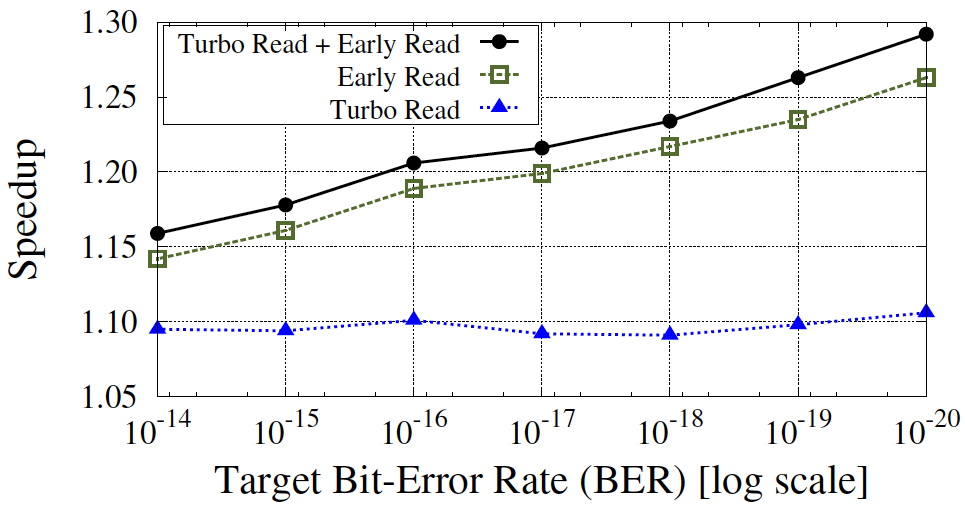 1.30
1.25
1.20
1.15
1.10
1.05
Speedup
Turbo Read + Early Read
Early Read
Turbo Read
10^-14 10^-15 10^-16 10^-17 10^-18 10^-19 10^-20
Target Bit-Error Rate (BER) [log scale]